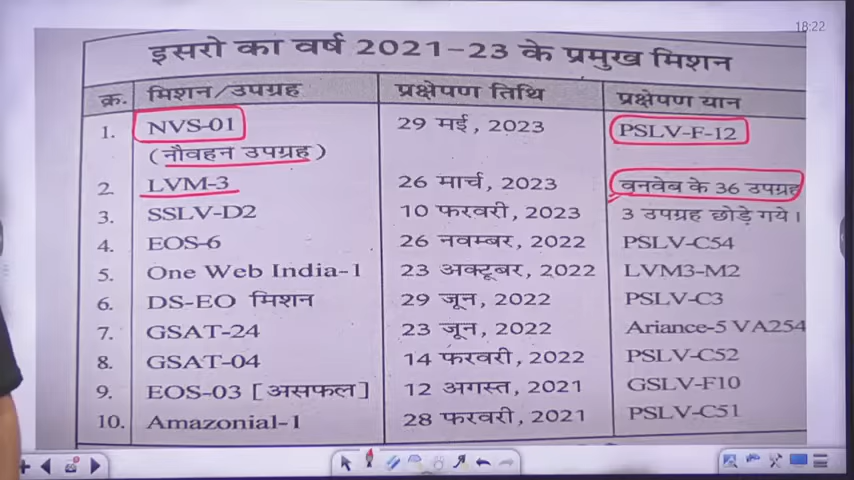 18:22
इसरो का वर्ष 2021-23 के प्रमुख मिशन
क्र. मिशन/उपग्रह प्रक्षेपण तिथि प्रक्षेपण यान
1. NVS-01 29 मई, 2023 PSLV-F-12
(नौवहन उपग्रह)
2. LVM-3 26 मार्च, 2023 वनवेब के 36 उपग्रह
3. SSLV-D2 10 फरवरी, 2023 3 उपग्रह छोड़े गये।
4. EOS-6 26 नवम्बर, 2022 PSLV-C54
5. One Web India-1 23 अक्टूबर, 2022 LVM3-M2
6. DS-EO मिशन 29 जून, 2022 PSLV-C3
7. GSAT-24 23 जून, 2022 Ariance-5 VA254
8. GSAT-04 14 फरवरी, 2022 PSLV-C52
9. EOS-03 [असफल] 12 अगस्त, 2021 GSLV-F10
10. Amazonial-1 28 फरवरी, 2021 PSLV-C51